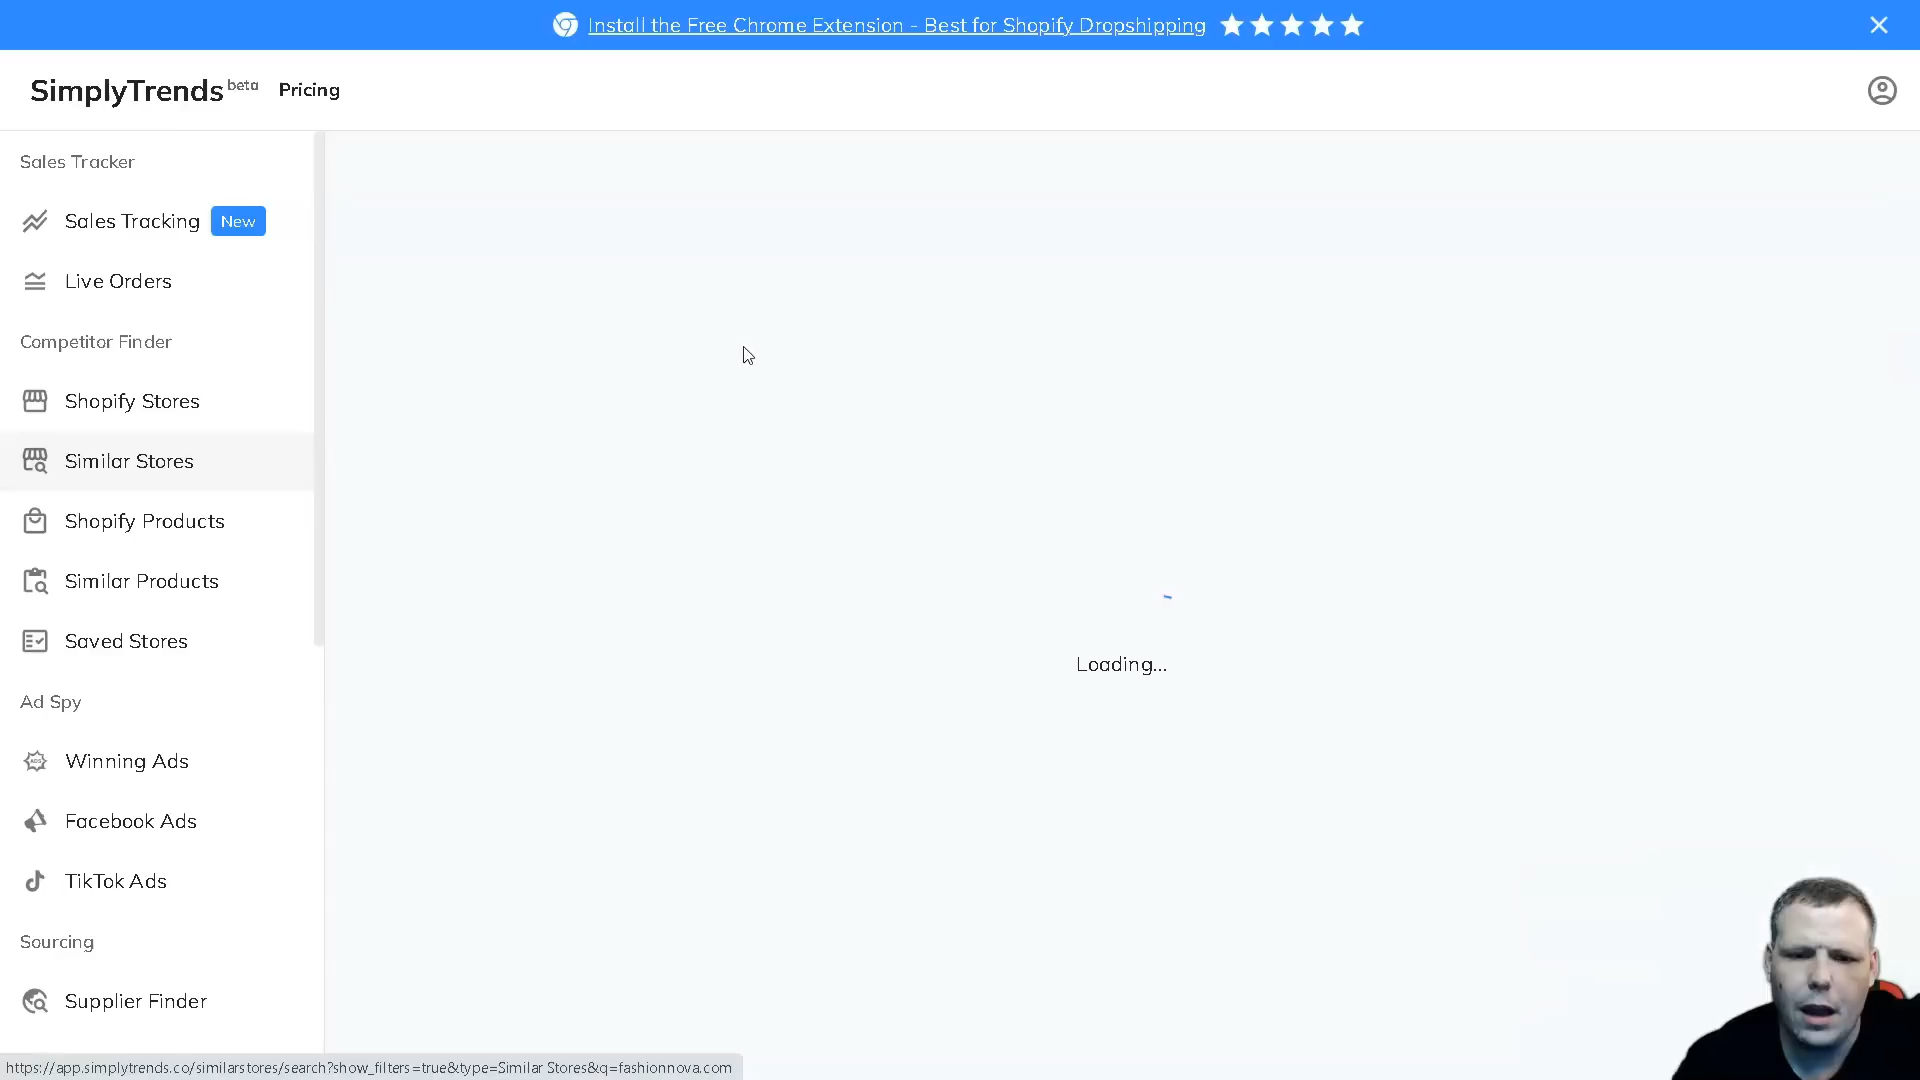 Install the Free Chrome Extension - Best for Shopify Dropshipping
SimplyTrends beta Pricing
Sales Tracker
Sales Tracking New
Live Orders
Competitor Finder
Shopify Stores
Similar Stores
Shopify Products
Similar Products
Saved Stores
Ad Spy
Winning Ads
Facebook Ads
TikTok Ads
Sourcing
Supplier Finder
Loading...
https://app.simplytrends.co/similarstores/search?show_filters=true&type=Similar Stores&q=fashionnova.com